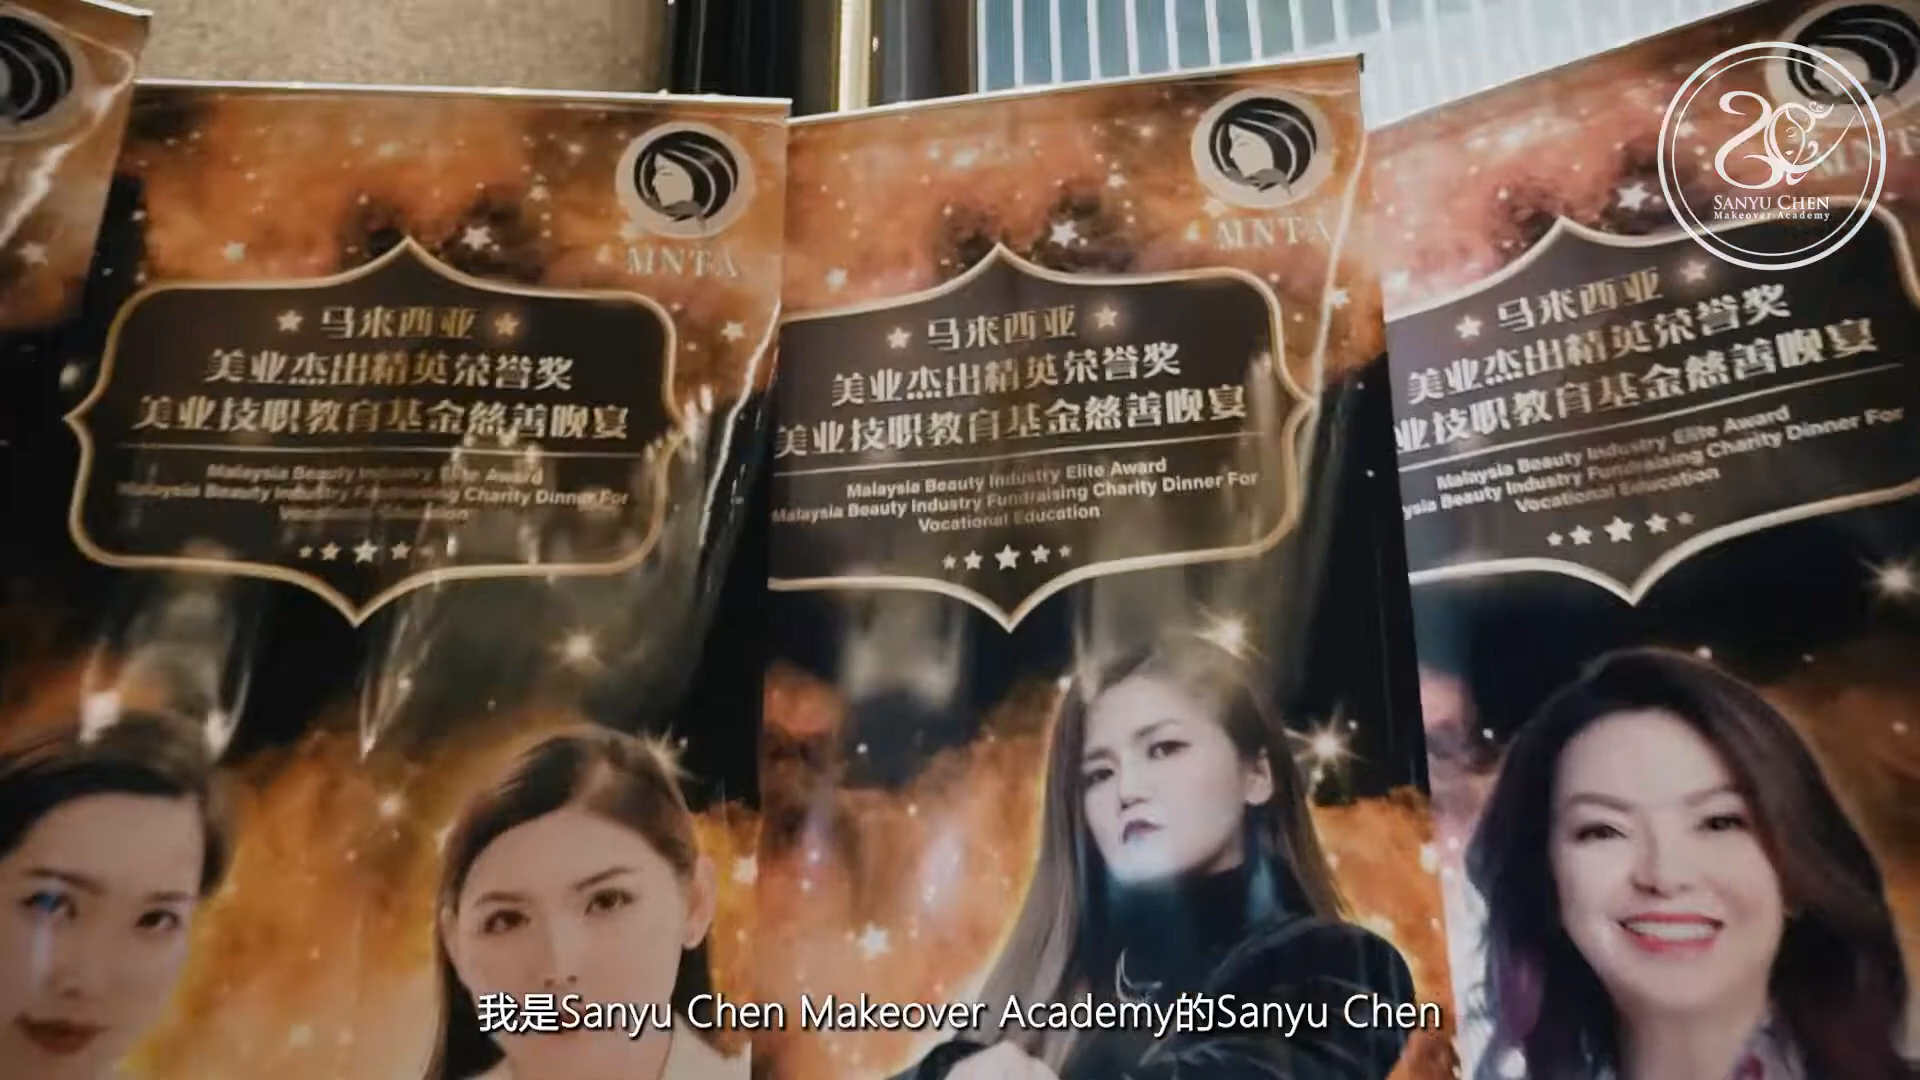 MNTA
马来西亚
美业杰出精英荣誉奖
美业技职教育基金慈善晚宴
Malaysia Beauty Industry Elite Award
Malaysia Beauty Industry Fundraising Charity Dinner For
Vocational Education
MNTA
马来西亚
美业杰出精英荣誉奖
美业技职教育基金慈善晚宴
Malaysia Beauty Industry Elite Award
Malaysia Beauty Industry Fundraising Charity Dinner For
Vocational Education
马来西亚
美业杰出精英荣誉奖
业技职教育基金慈善晚宴
Malaysia Beauty Industry Elite Award
ysia Beauty Industry Fundraising Charity Dinner For
Vocational Education
SANYU CHEN
Makeover Academy
我是Sanyu Chen Makeover Academy的Sanyu Chen